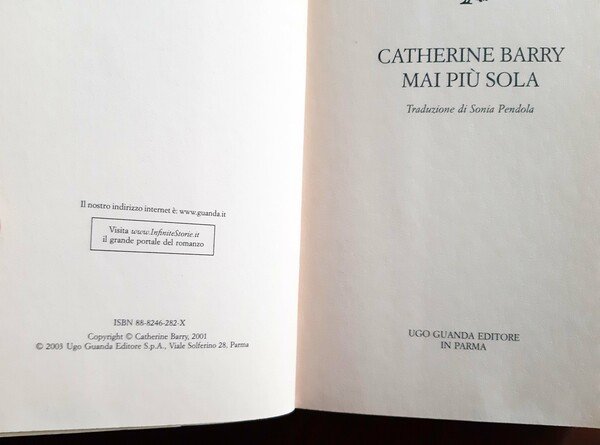 Il nostro indirizzo internet è: www.guanda.it
Visita www.InfiniteStorie.it
il grande portale del romanzo
ISBN 88-8246-282-X
Copyright © Catherine Barry, 2001
© 2003 Ugo Guanda Editore S.p.A., Viale Solferino 28, Parma
CATHERINE BARRY
MAI PIÙ SOLA
Traduzione di Sonia Pendola
UGO GUANDA EDITORE
IN PARMA